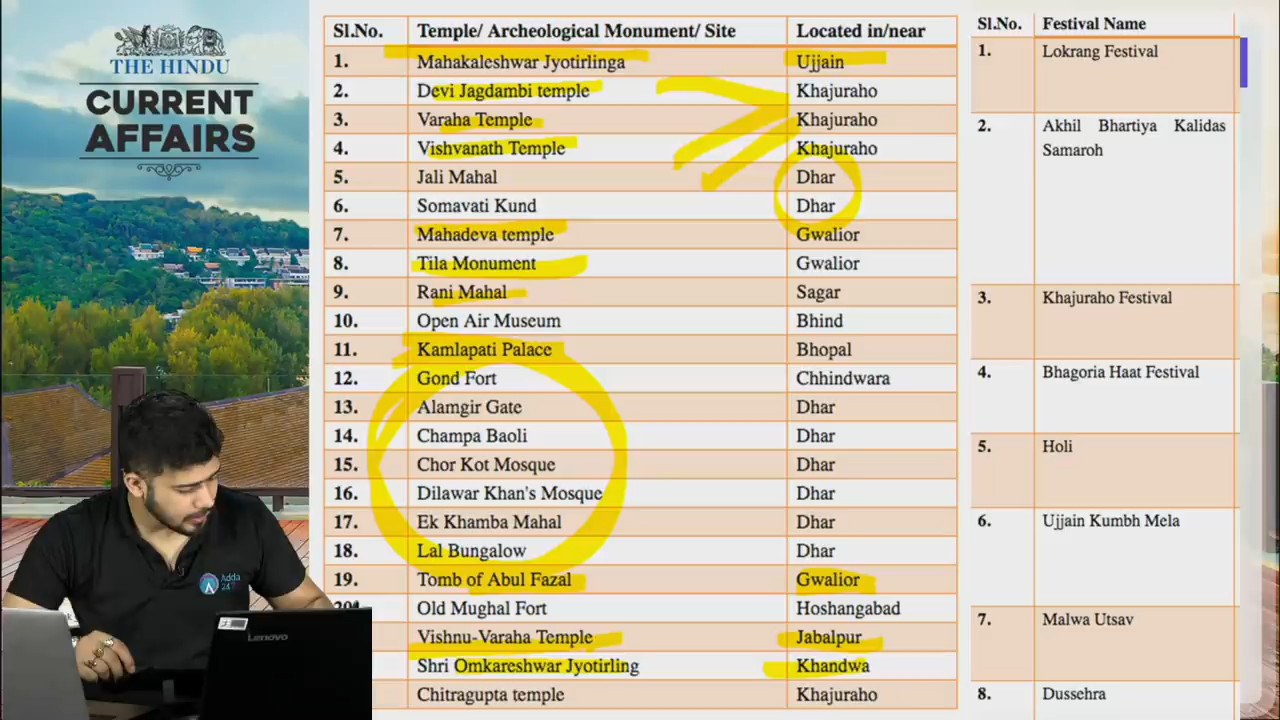 THE HINDU
CURRENT
AFFAIRS
Sl.No. Temple/ Archeological Monument/ Site Located in/near
1. Mahakaleshwar Jyotirlinga Ujjain
2. Devi Jagdambi temple Khajuraho
3. Varaha Temple Khajuraho
4. Vishvanath Temple Khajuraho
5. Jali Mahal Dhar
6. Somavati Kund Dhar
7. Mahadeva temple Gwalior
8. Tila Monument Gwalior
9. Rani Mahal Sagar
10. Open Air Museum Bhind
11. Kamlapati Palace Bhopal
12. Gond Fort Chhindwara
13. Alamgir Gate Dhar
14. Champa Baoli Dhar
15. Chor Kot Mosque Dhar
16. Dilawar Khan's Mosque Dhar
17. Ek Khamba Mahal Dhar
18. Lal Bungalow Dhar
19. Tomb of Abul Fazal Gwalior
Old Mughal Fort Hoshangabad
Vishnu-Varaha Temple Jabalpur
Shri Omkareshwar Jyotirling Khandwa
Chitragupta temple Khajuraho
Sl.No. Festival Name
1. Lokrang Festival
2. Akhil Bhartiya Kalidas
Samaroh
3. Khajuraho Festival
4. Bhagoria Haat Festival
5. Holi
6. Ujjain Kumbh Mela
7. Malwa Utsav
8. Dussehra
Adda
Lenovo